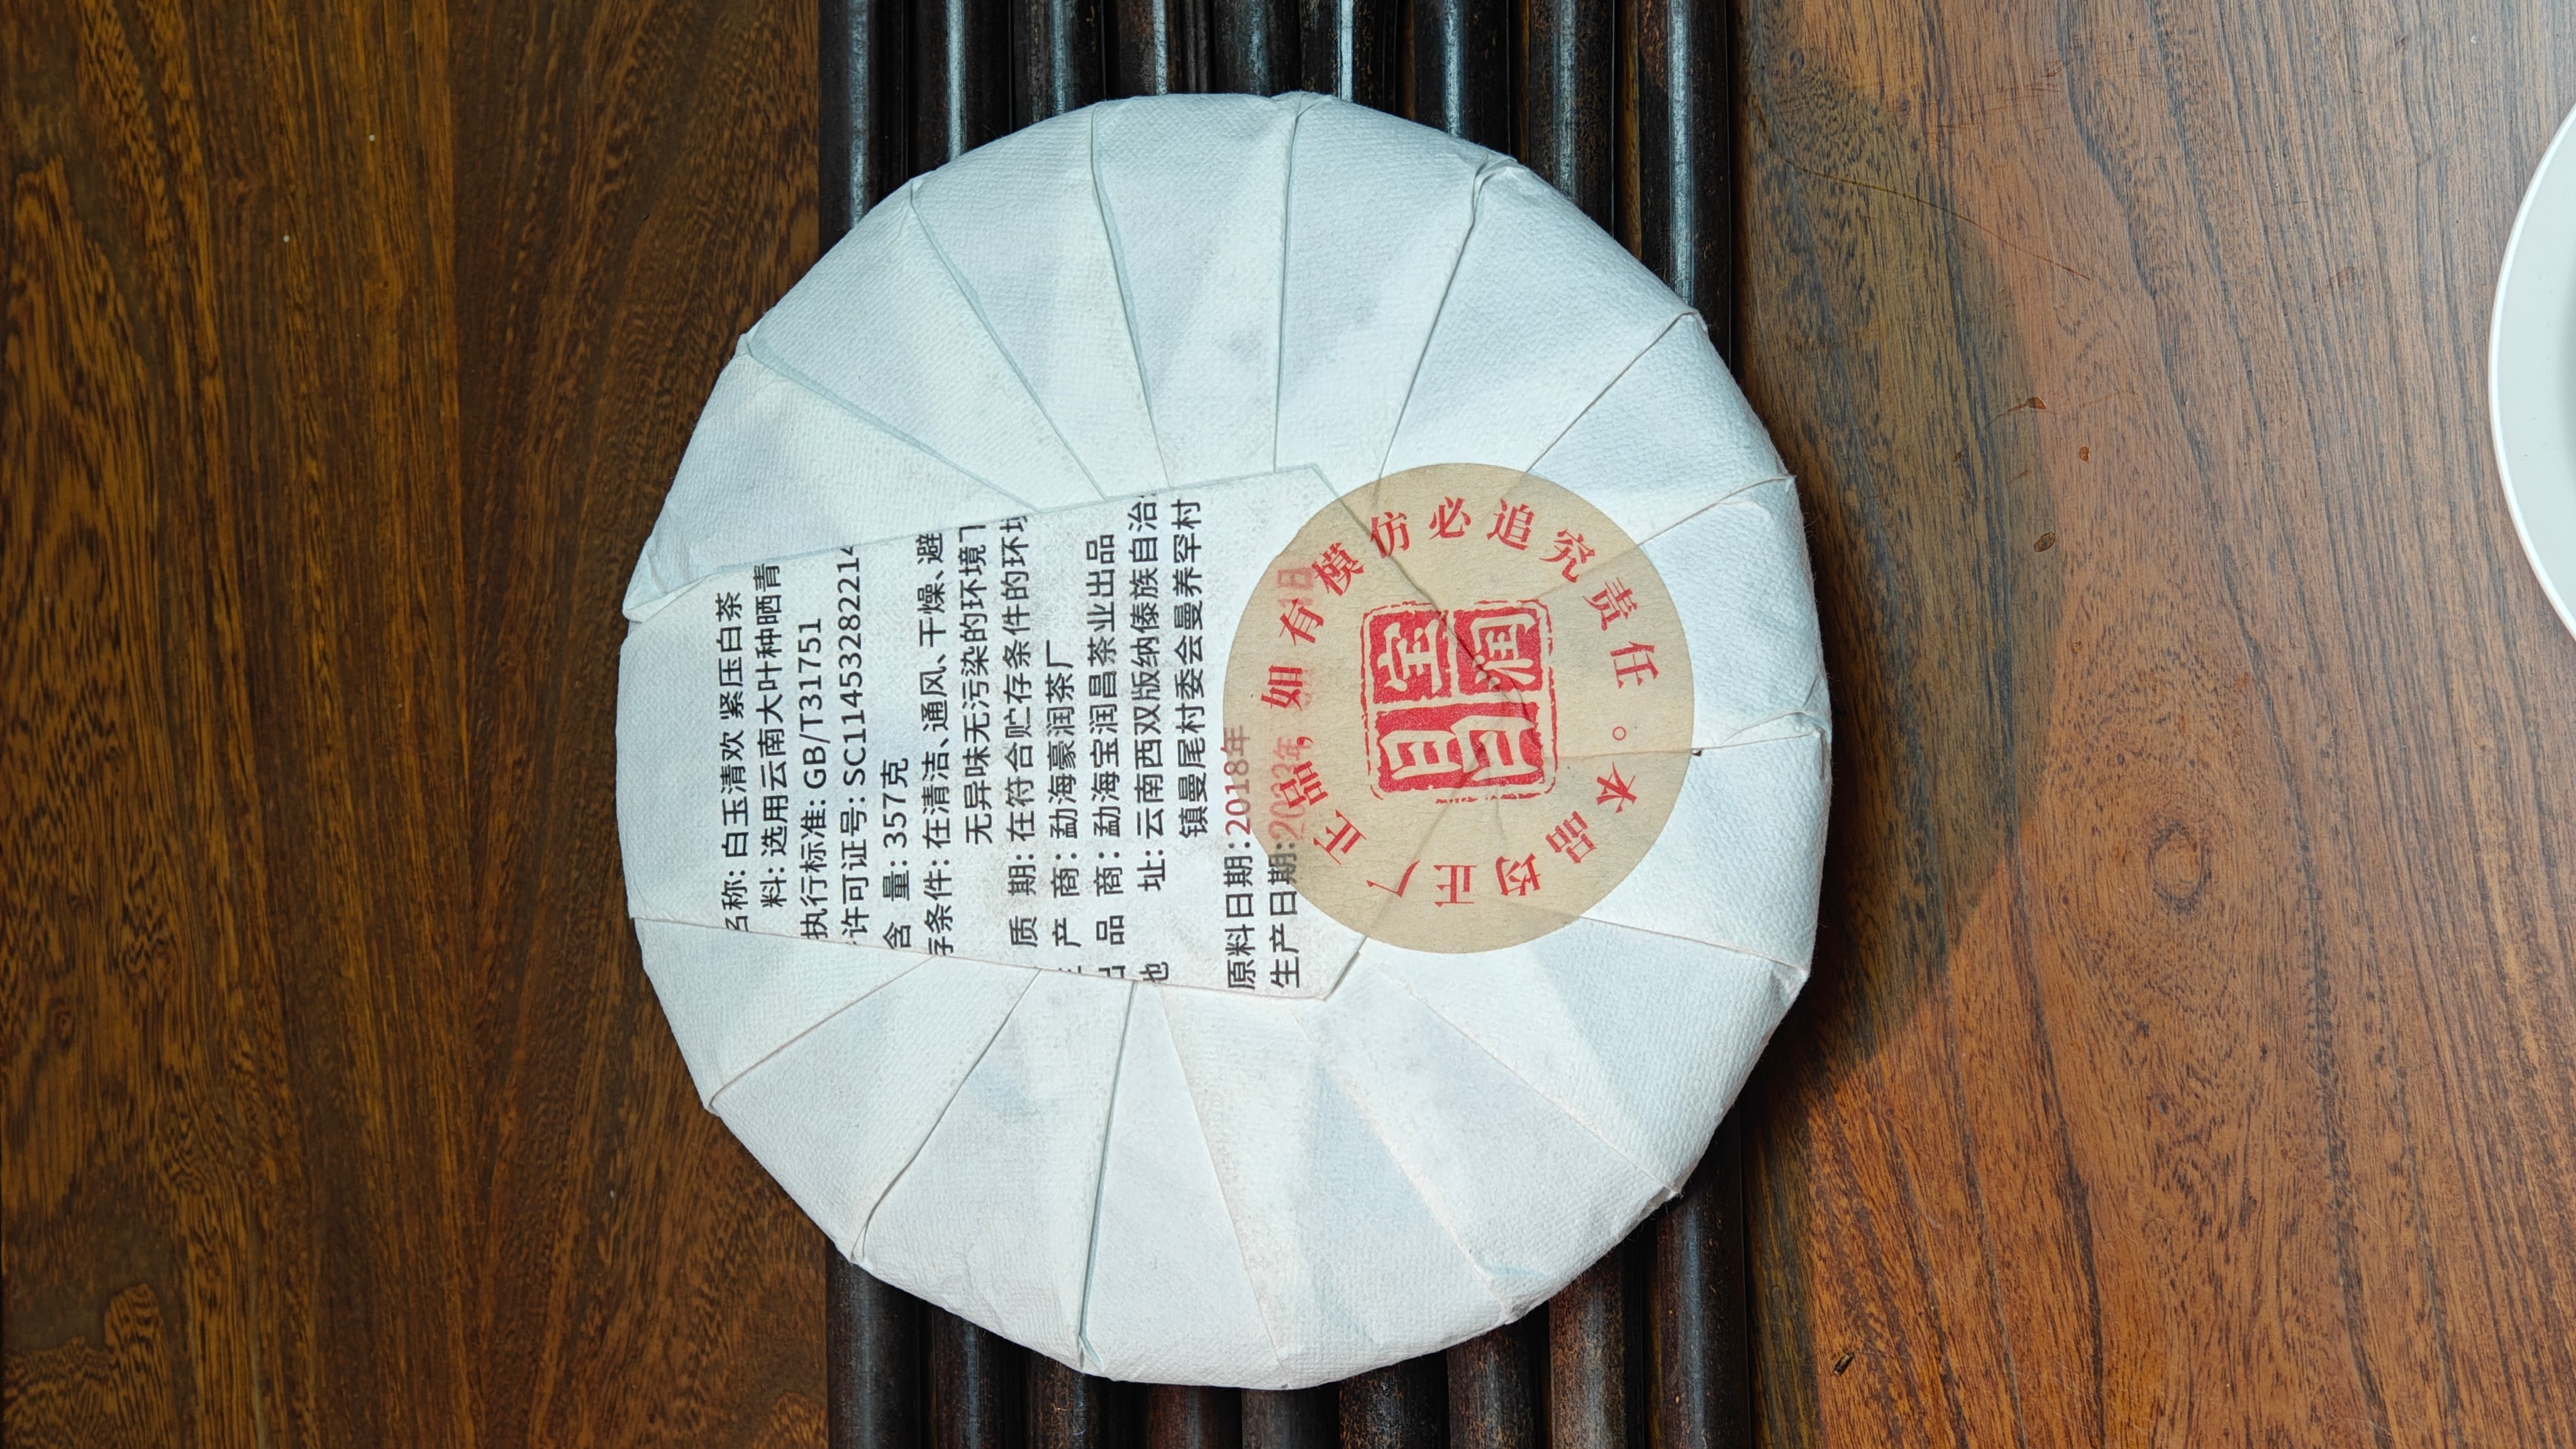 名称: 白玉清欢 紧压白茶
料: 选用云南大叶种晒青
执行标准: GB/T31751
许可证号: SC1145328221
含 量: 357克
存条件: 在清洁、通风、干燥、避
无异味无污染的环境下
质 期: 在符合贮存条件的环境
产 商: 勐海豪润茶厂
出 品 商: 勐海宝润昌茶业出品
地 址: 云南西双版纳傣族自治
镇曼尾村委会曼养罕村
原料日期: 2018年
生产日期: 2023年
本品均正厂正品,如有模仿必追究责任。
宝润昌